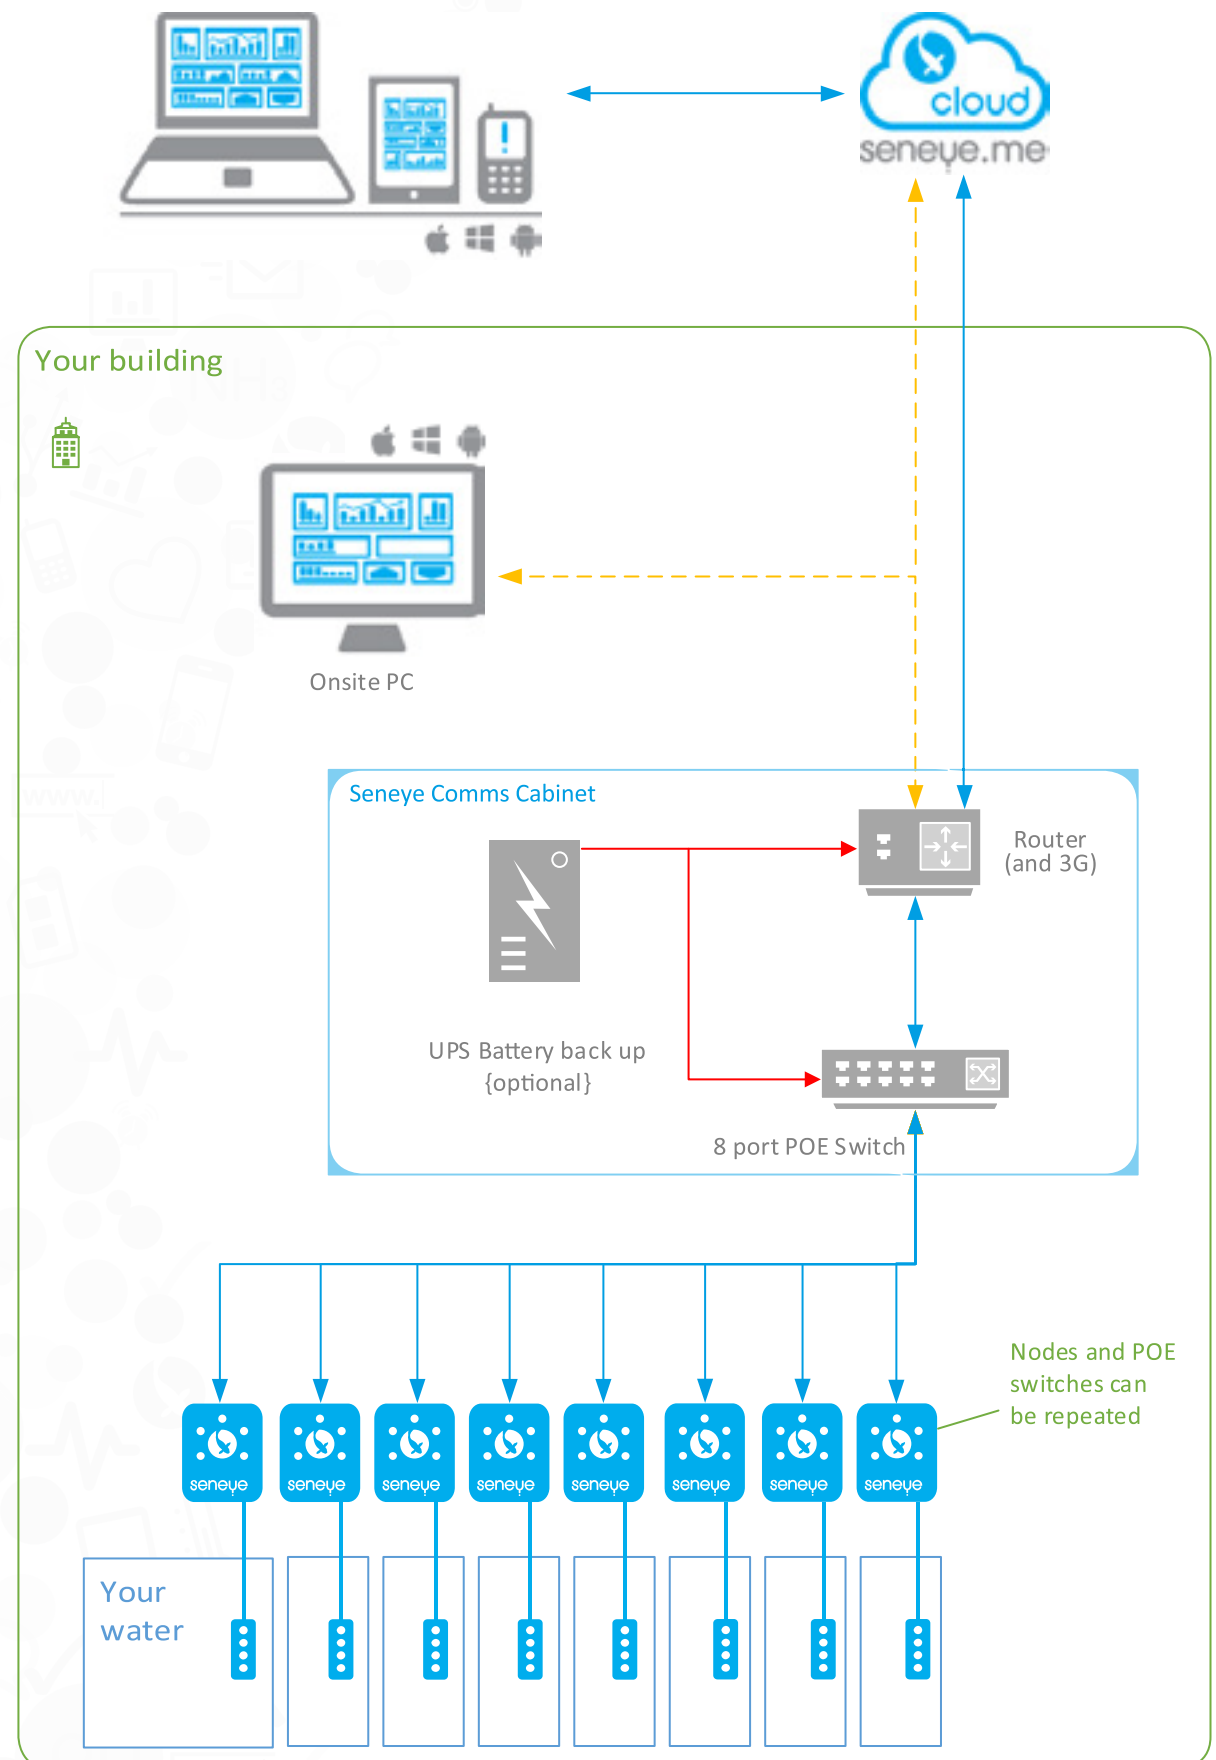 cloud
seneye.me
Your building
NH3
Onsite PC
www.
Seneye Comms Cabinet
Router
(and 3G)
UPS Battery back up
{optional}
8 port POE Switch
Nodes and POE
switches can
be repeated
seneye
seneye
seneye
seneye
seneye
seneye
seneye
seneye
Your
water